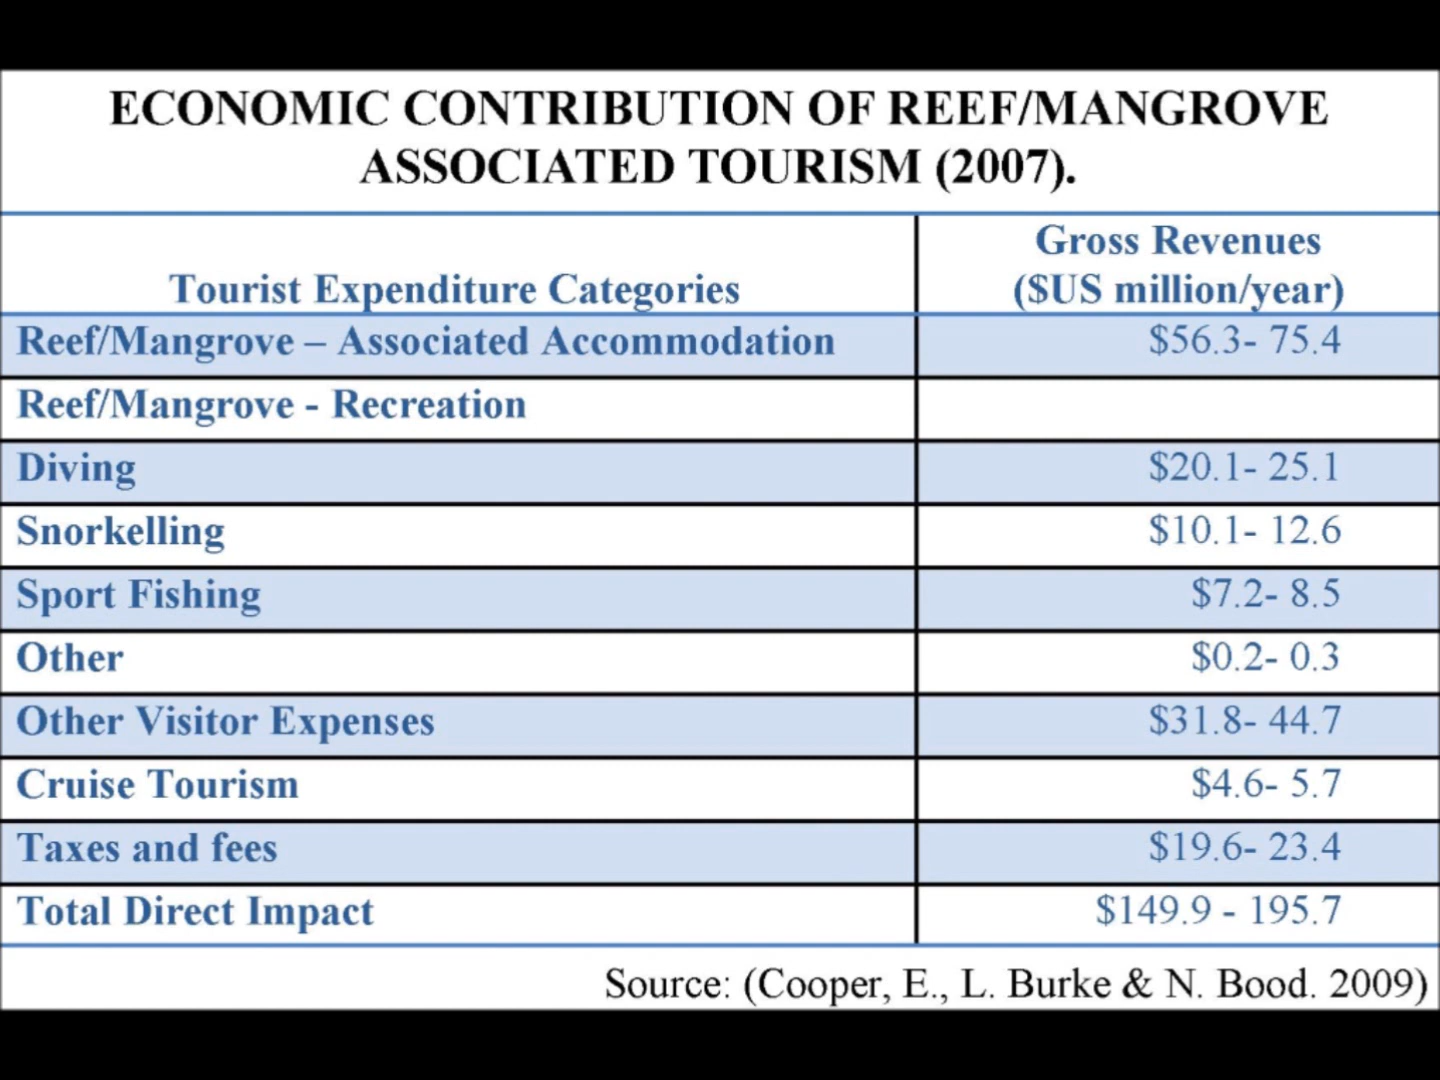 ECONOMIC CONTRIBUTION OF REEF/MANGROVE
ASSOCIATED TOURISM (2007).
Tourist Expenditure Categories
Gross Revenues
($US million/year)
Reef/Mangrove – Associated Accommodation $56.3- 75.4
Reef/Mangrove - Recreation
Diving $20.1- 25.1
Snorkelling $10.1- 12.6
Sport Fishing $7.2- 8.5
Other $0.2- 0.3
Other Visitor Expenses $31.8- 44.7
Cruise Tourism $4.6- 5.7
Taxes and fees $19.6- 23.4
Total Direct Impact $149.9 - 195.7
Source: (Cooper, E., L. Burke & N. Bood. 2009)